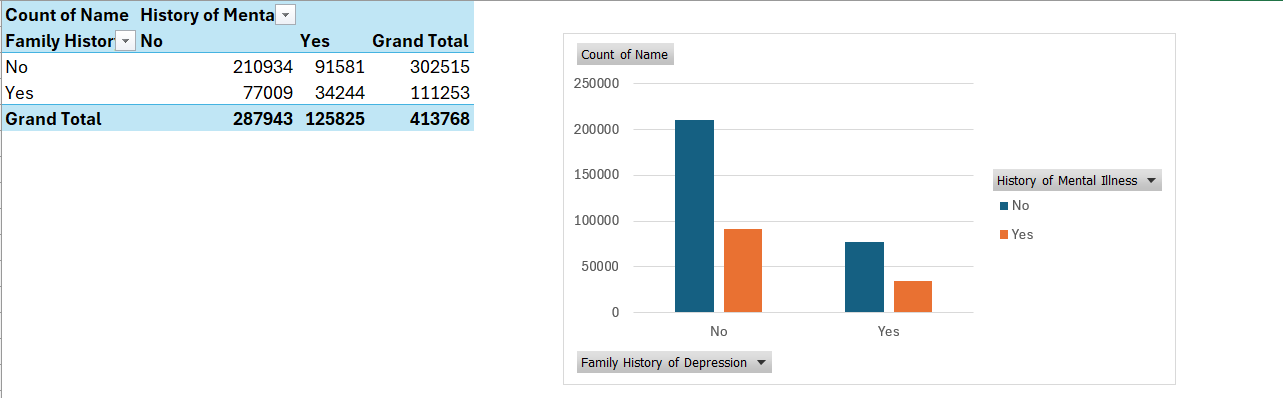 Count of Name History of Menta
Family Histor No Yes Grand Total
No 210934 91581 302515
Yes 77009 34244 111253
Grand Total 287943 125825 413768
Count of Name
250000
200000
150000
100000
50000
0
No Yes
Family History of Depression
History of Mental Illness
No
Yes